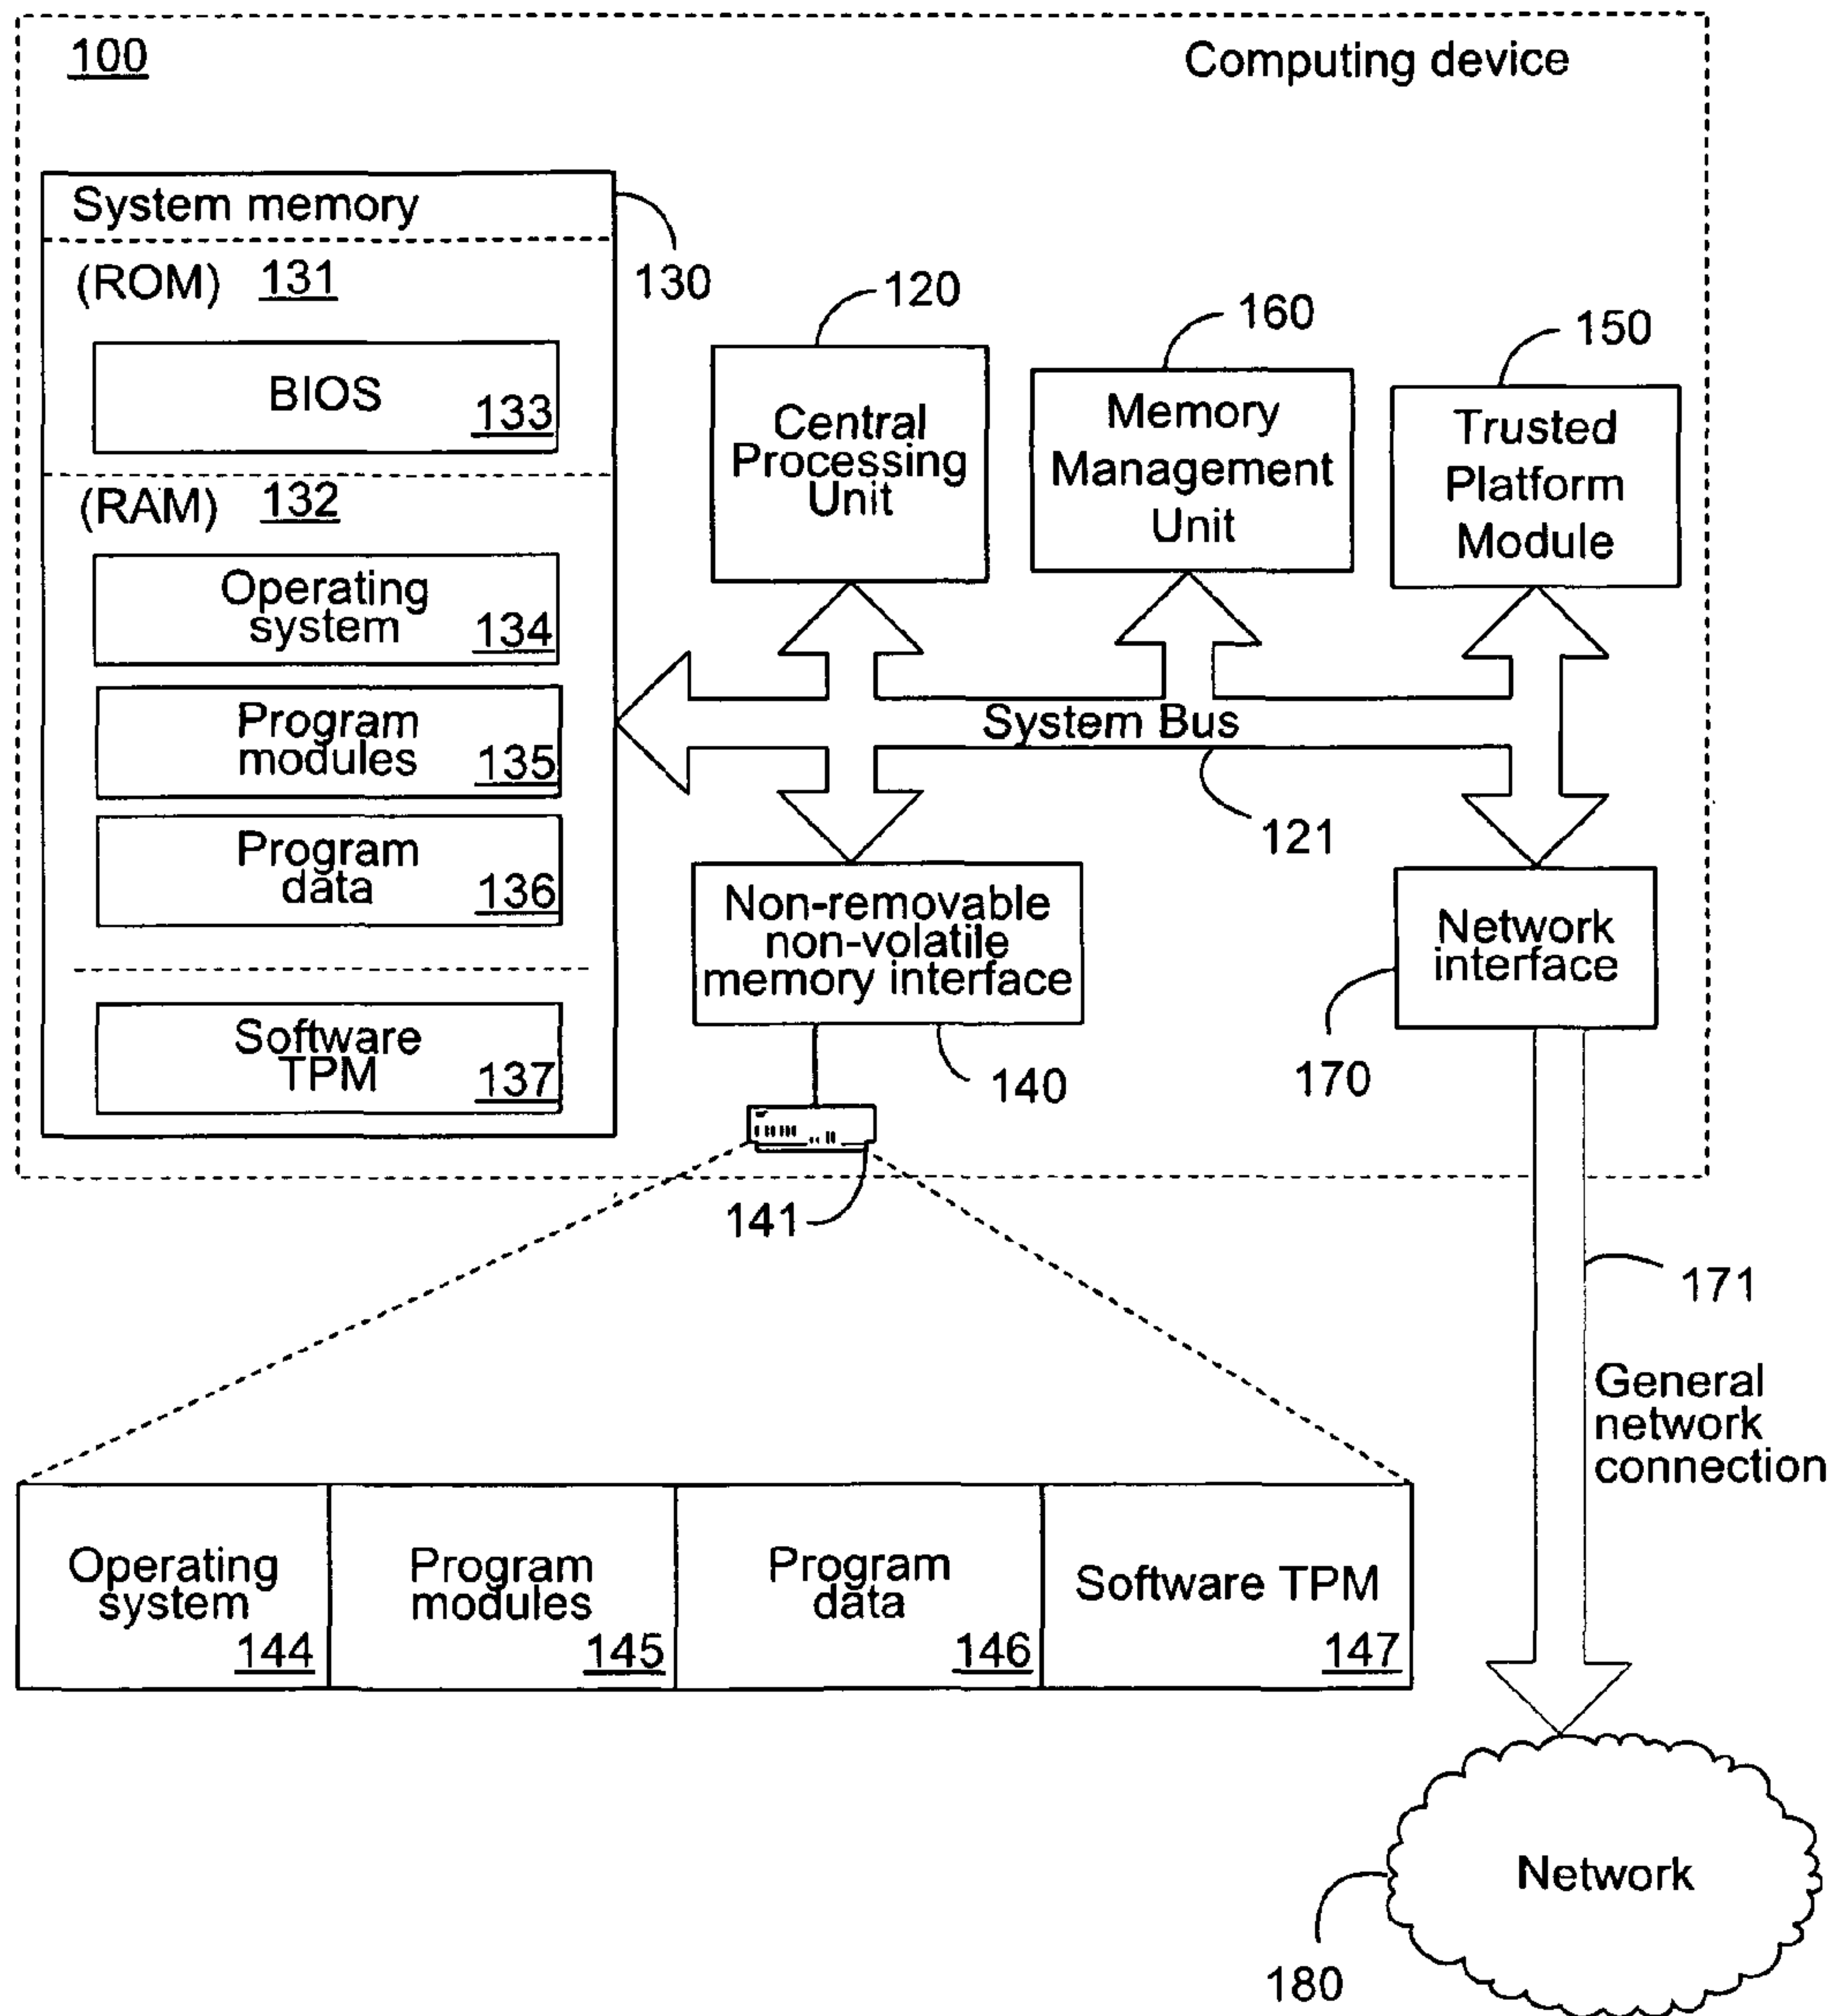 100
Computing device
System memory
130
(ROM) 131
BIOS 133
(RAM) 132
Operating
system 134
Program
modules 135
Program
data 136
Software
TPM 137
120
Central
Processing
Unit
160
Memory
Management
Unit
150
Trusted
Platform
Module
System Bus
121
Non-removable
non-volatile
memory interface
140
141
Network
interface
170
171
General
network
connection
Operating
system
144
Program
modules
145
Program
data
146
Software TPM
147
Network
180